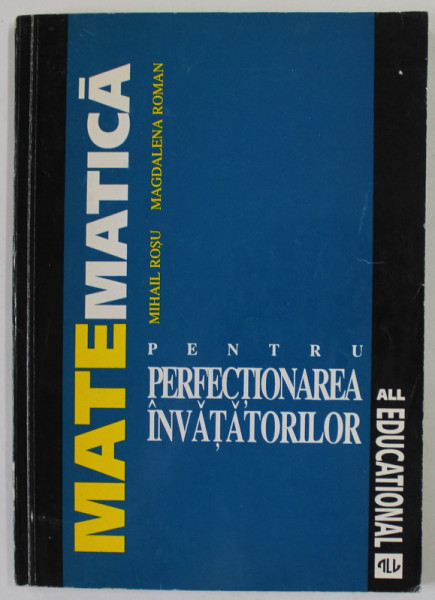 MATEMATICĂ
MIHAIL ROȘU MAGDALENA ROMAN
PENTRU
PERFECȚIONAREA
ÎNVĂȚĂTORILOR
ALL EDUCATIONAL
ALL